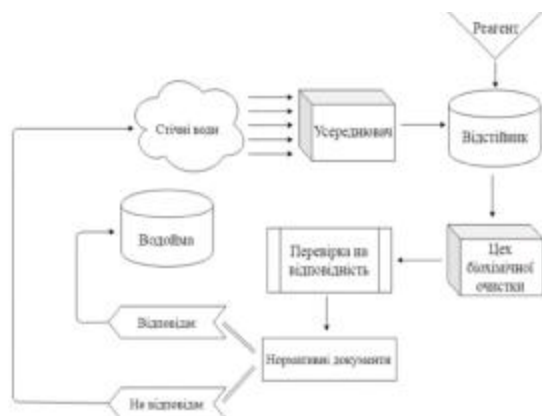 Реагент
Стічні води
Усереднювач
Відстійник
Водойма
Перевірка на
відповідність
Цех
біохімічної
очистки
Відповідає
Нормативні документи
Не відповідає